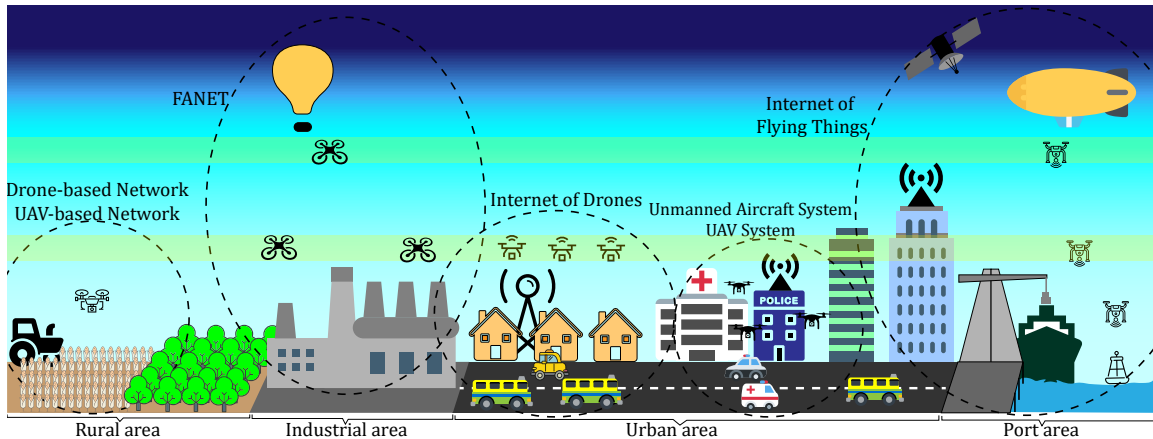 FANET
Internet of
Flying Things
Drone-based Network
UAV-based Network
Internet of Drones
Unmanned Aircraft System
UAV System
POLICE
Rural area
Industrial area
Urban area
Port area